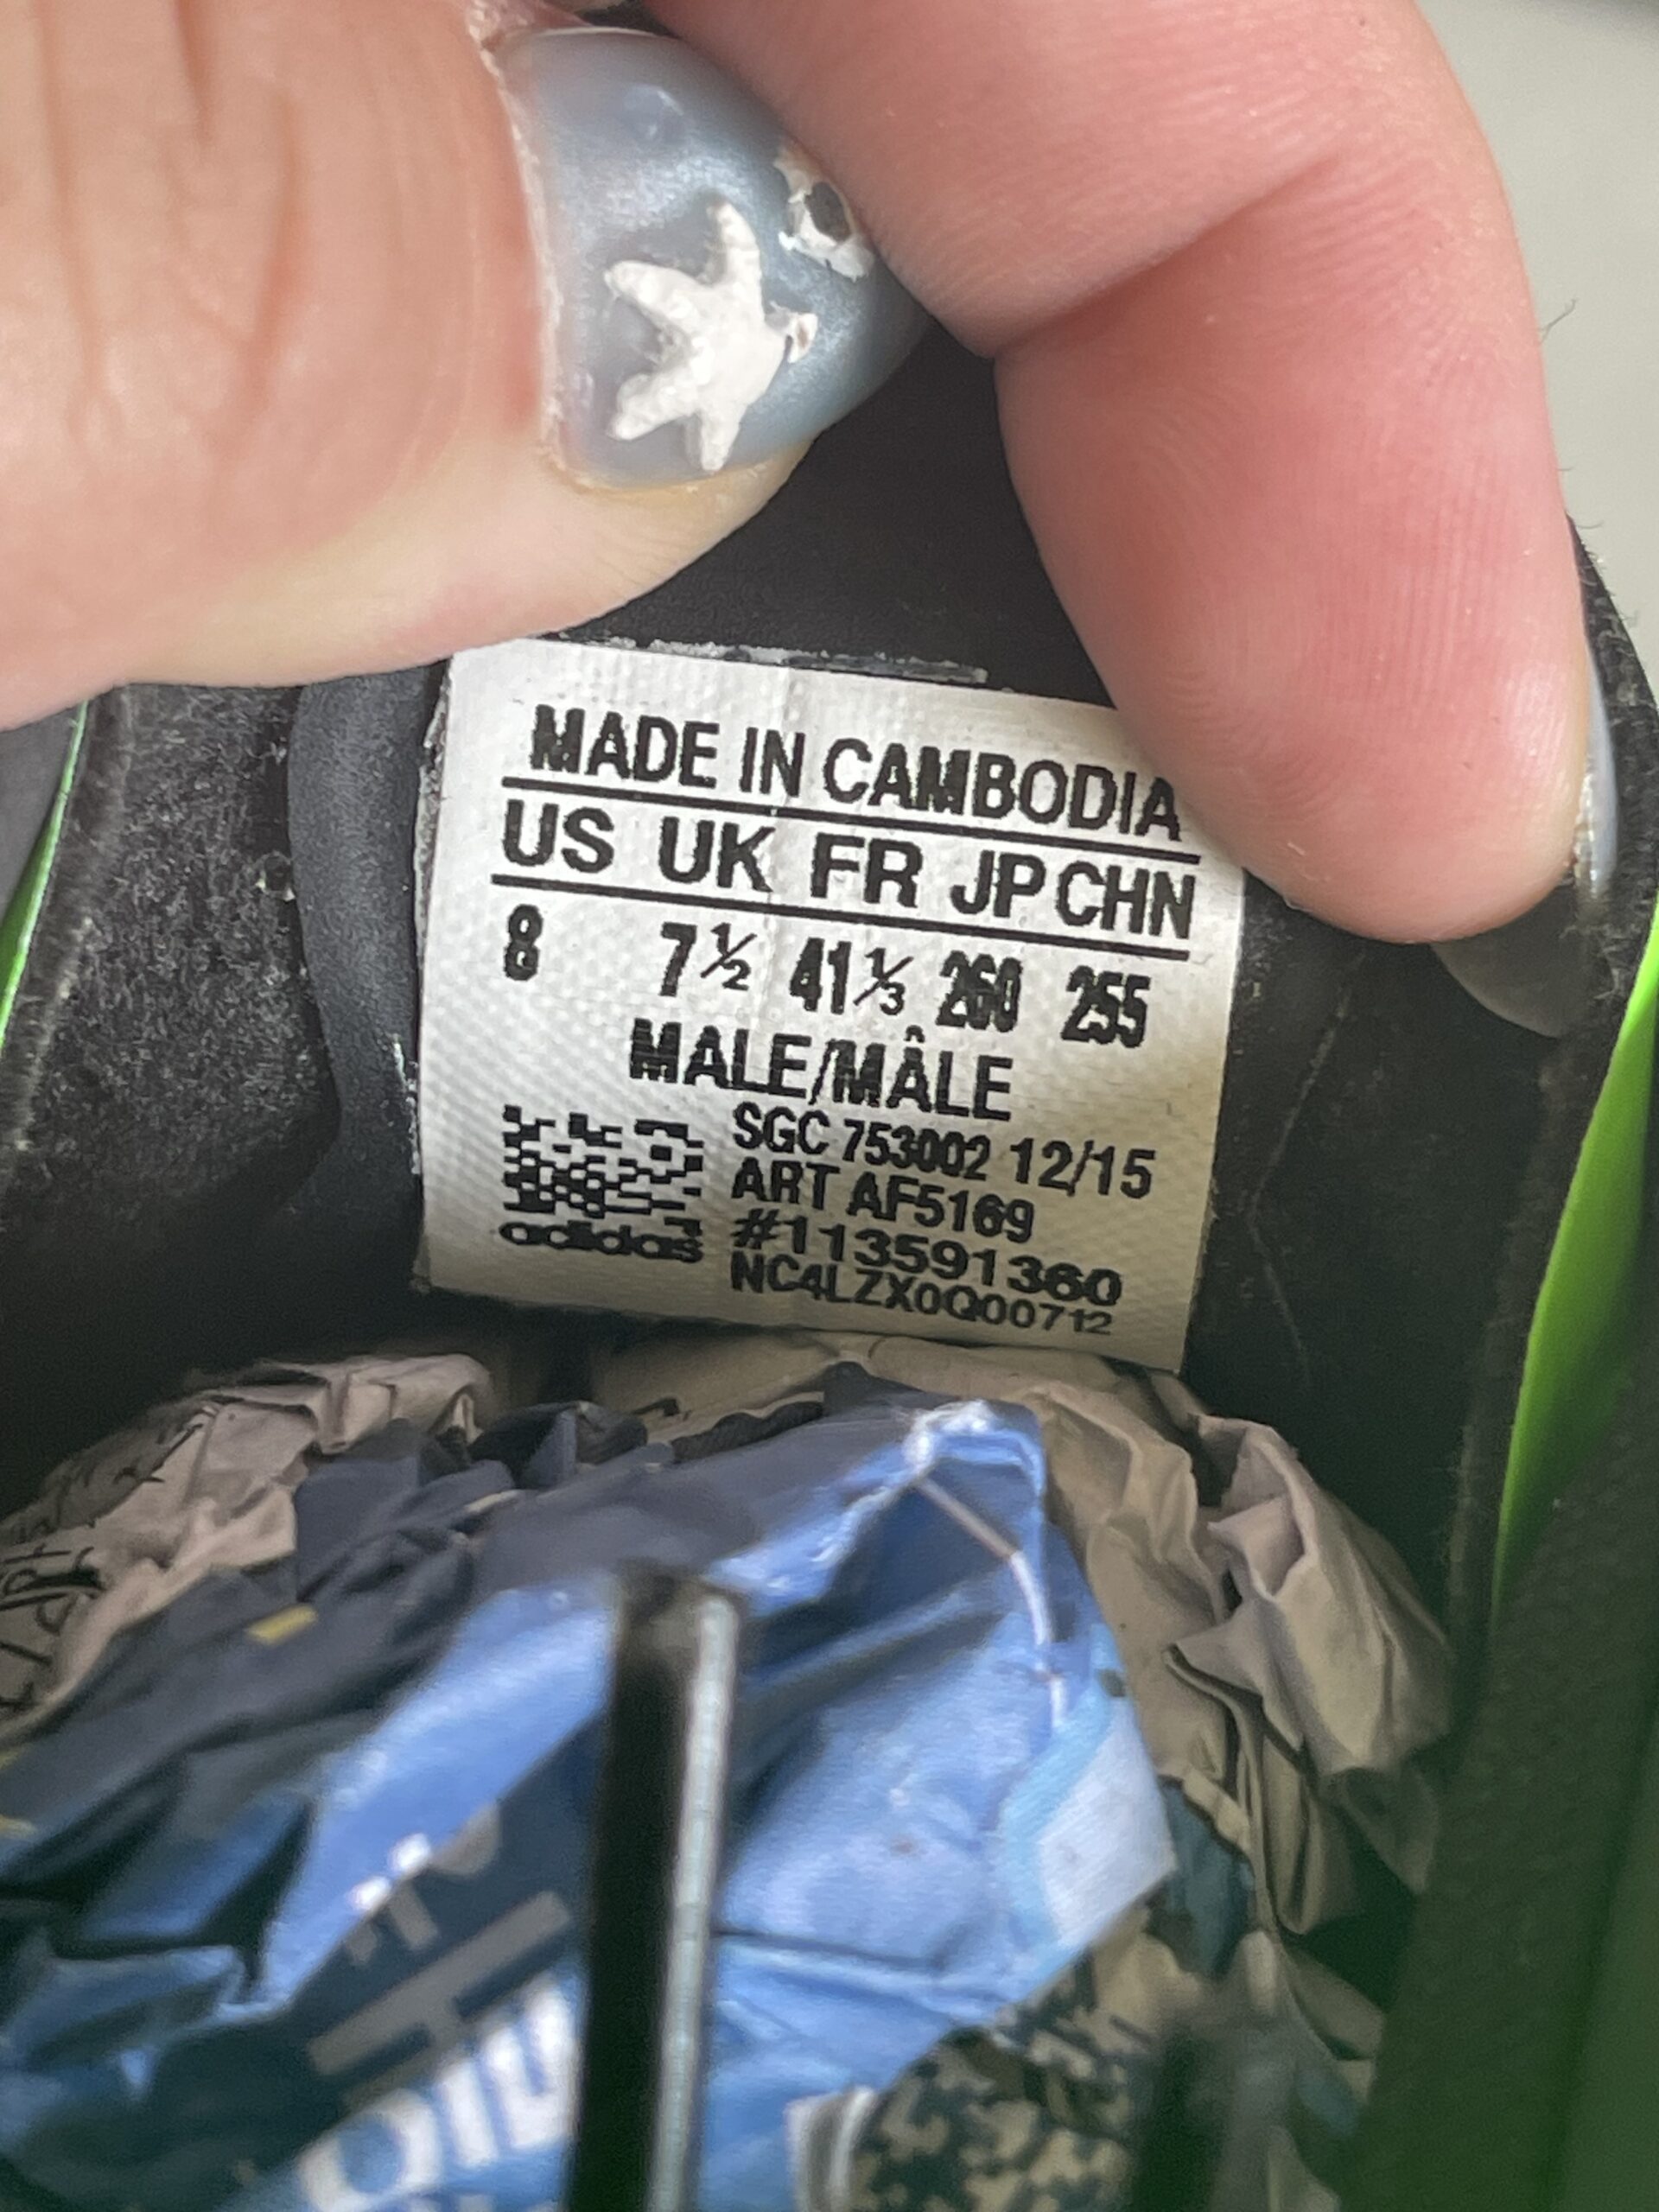 MADE IN CAMBODIA
US UK FR JP CHN
8 7½ 41⅓ 260 255
MALE/MÂLE
SGC 753002 12/15
ART AF5169
#113591360
NC4LZX0Q00712
adidas